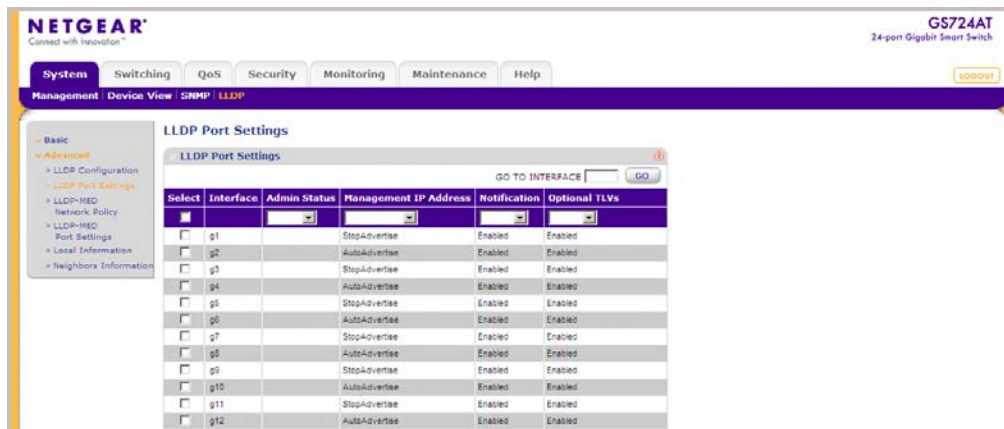 NETGEAR
Connect with Innovation™
GS724AT
24-port Gigabit Smart Switch
System Switching QoS Security Monitoring Maintenance Help
LOGOUT
Management Device View SNMP LLDP
Basic
Advanced
LLDP Configuration
LLDP Port Settings
LLDP-MED
Network Policy
LLDP-MED
Port Settings
Local Information
Neighbors Information
LLDP Port Settings
LLDP Port Settings
GO TO INTERFACE GO
Select Interface Admin Status Management IP Address Notification Optional TLVs
g1 StopAdvertise Enabled Enabled
g2 AutoAdvertise Enabled Enabled
g3 StopAdvertise Enabled Enabled
g4 AutoAdvertise Enabled Enabled
g5 StopAdvertise Enabled Enabled
g6 AutoAdvertise Enabled Enabled
g7 StopAdvertise Enabled Enabled
g8 AutoAdvertise Enabled Enabled
g9 StopAdvertise Enabled Enabled
g10 AutoAdvertise Enabled Enabled
g11 StopAdvertise Enabled Enabled
g12 AutoAdvertise Enabled Enabled